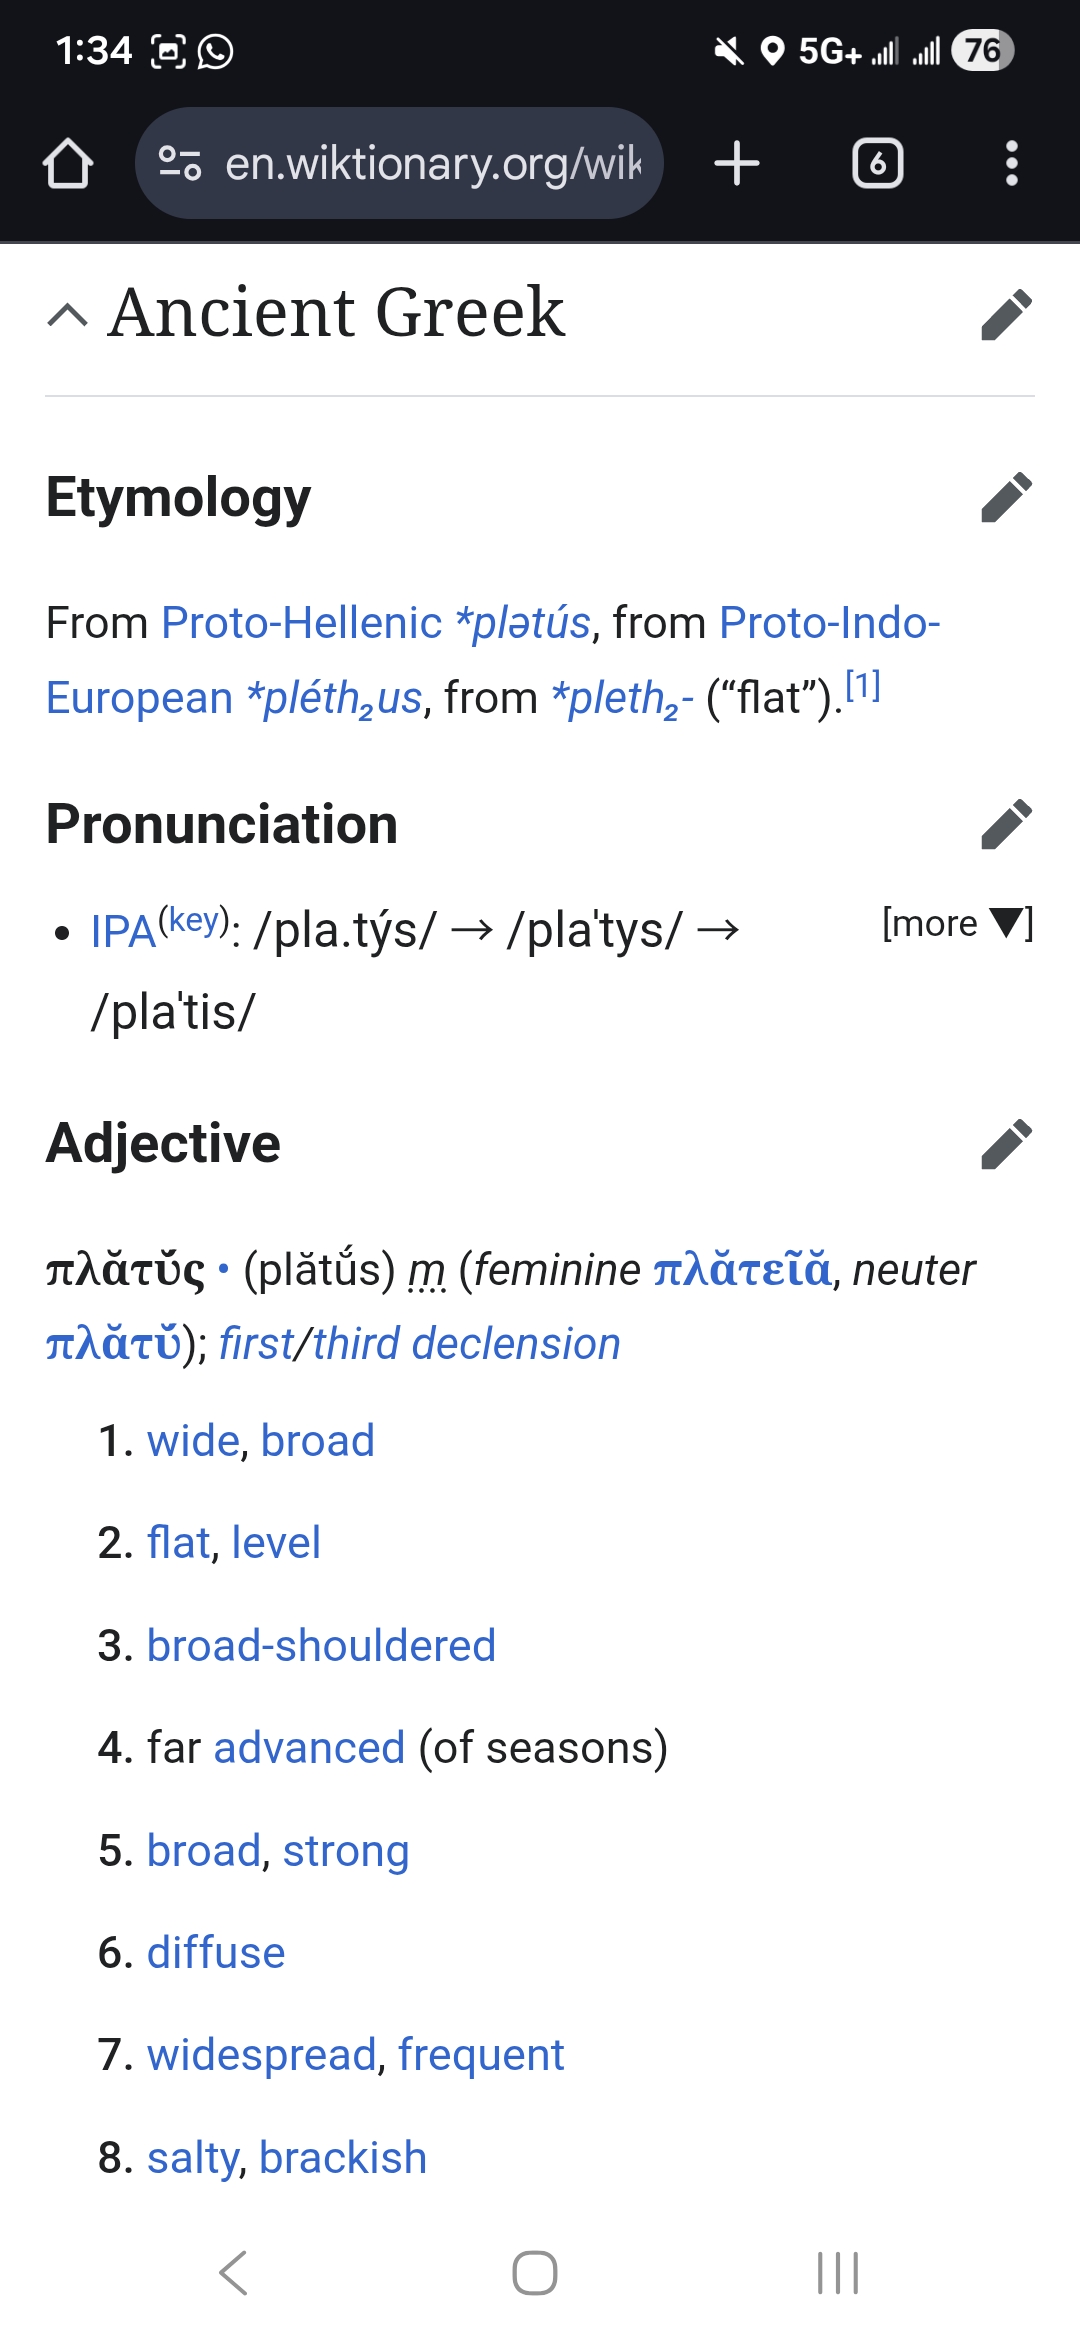 1:34 5G+ 76
en.wiktionary.org/wik 6
Ancient Greek
Etymology
From Proto-Hellenic *plətús, from Proto-Indo-
European *pléth₂us, from *pleth₂- (“flat”).[1]
Pronunciation
• IPA(key): /pla.týs/ → /plaˈtys/ → [more ▼]
/plaˈtis/
Adjective
πλᾰτῠ́ς • (plătŭ́s) m (feminine πλᾰτεῖᾰ, neuter
πλᾰτῠ́); first/third declension
1. wide, broad
2. flat, level
3. broad-shouldered
4. far advanced (of seasons)
5. broad, strong
6. diffuse
7. widespread, frequent
8. salty, brackish